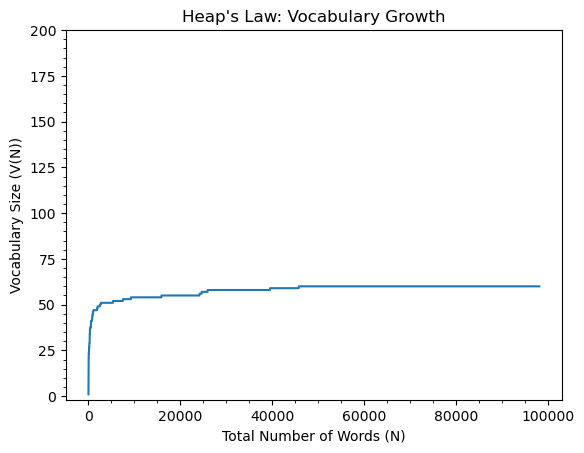 Heap's Law: Vocabulary Growth
Vocabulary Size (V(N))
200
175
150
125
100
75
50
25
0
0 20000 40000 60000 80000 100000
Total Number of Words (N)